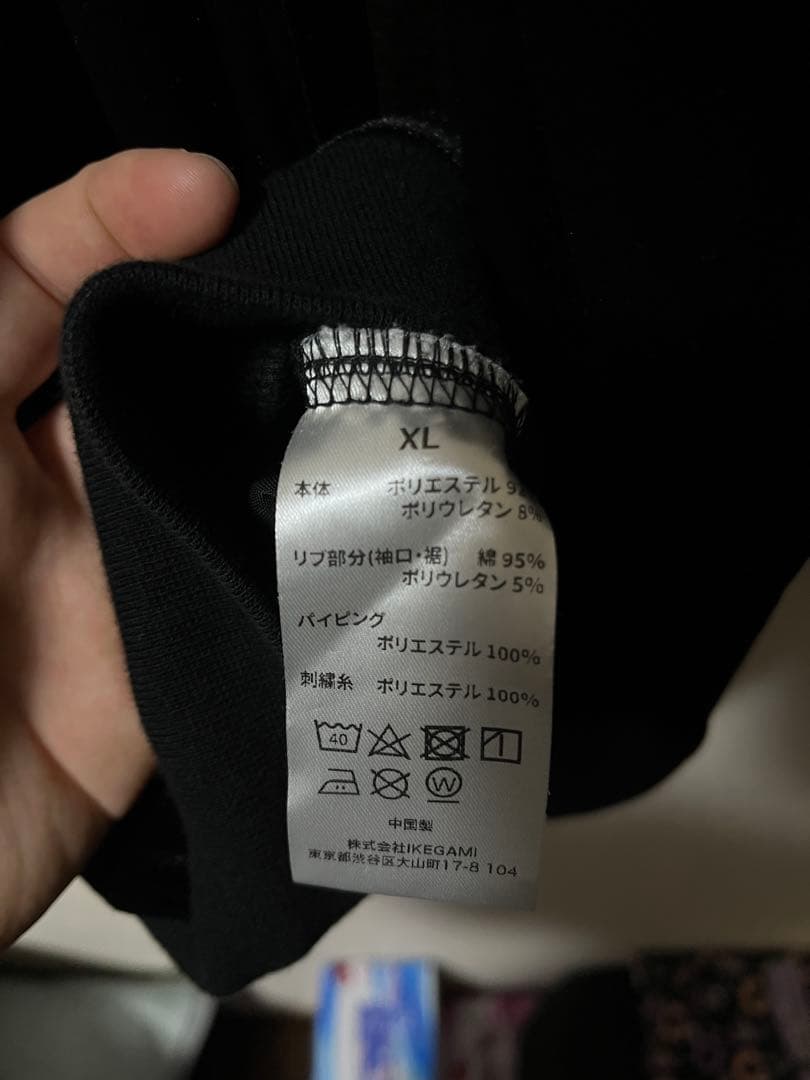 XL
本体 ポリエステル 92
ポリウレタン 8%
リブ部分(袖口・裾) 綿 95%
ポリウレタン 5%
パイピング
ポリエステル 100%
刺繍糸 ポリエステル 100%
40
W
中国製
株式会社IKEGAMI
東京都渋谷区大山町17-8 104